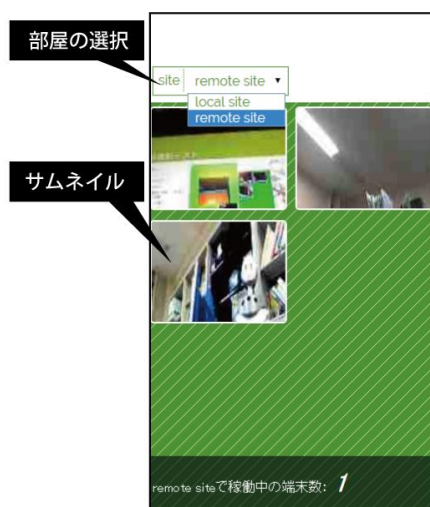 部屋の選択
site
remote site
local site
remote site
サムネイル
remote siteで稼働中の端末数: 1